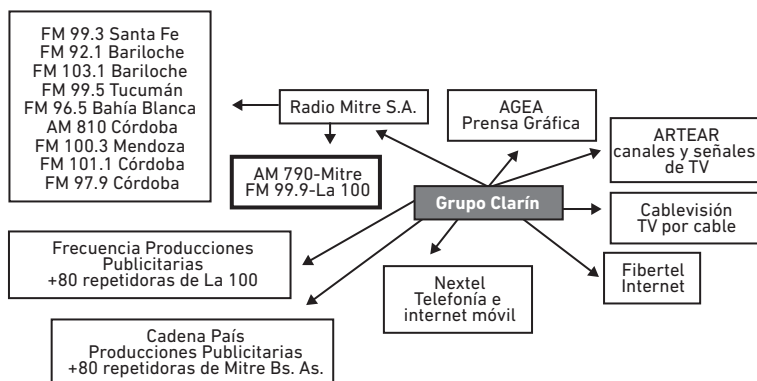 FM 99.3 Santa Fe
FM 92.1 Bariloche
FM 103.1 Bariloche
FM 99.5 Tucumán
FM 96.5 Bahía Blanca
AM 810 Córdoba
FM 100.3 Mendoza
FM 101.1 Córdoba
FM 97.9 Córdoba
Radio Mitre S.A.
AM 790-Mitre
FM 99.9-La 100
AGEA
Prensa Gráfica
ARTEAR
canales y señales
de TV
Grupo Clarín
Cablevisión
TV por cable
Fibertel
Internet
Nextel
Telefonía e
internet móvil
Frecuencia Producciones
Publicitarias
+80 repetidoras de La 100
Cadena País
Producciones Publicitarias
+80 repetidoras de Mitre Bs. As.